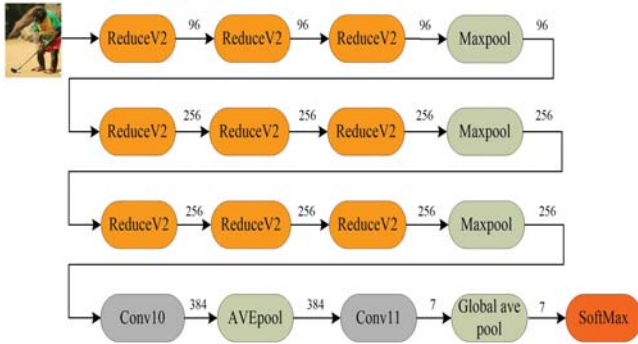 96 96 96 96
ReduceV2 ReduceV2 ReduceV2 Maxpool
256 256 256 256
ReduceV2 ReduceV2 ReduceV2 Maxpool
256 256 256 256
ReduceV2 ReduceV2 ReduceV2 Maxpool
384 384 7 7
Conv10 AVEpool Conv11 Global ave
pool SoftMax